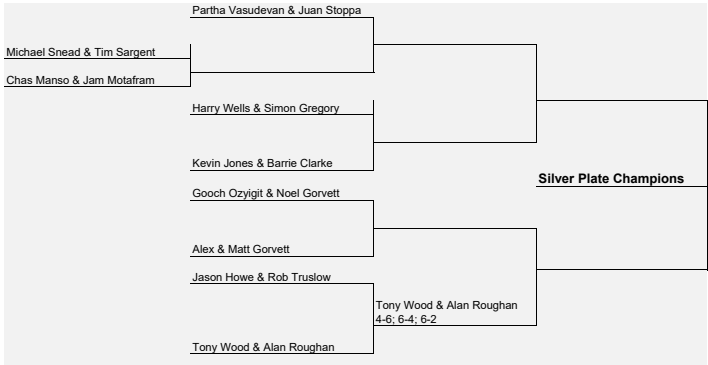 Partha Vasudevan & Juan Stoppa
Michael Snead & Tim Sargent
Chas Manso & Jam Motafram
Harry Wells & Simon Gregory
Kevin Jones & Barrie Clarke
Silver Plate Champions
Gooch Ozyigit & Noel Gorvett
Alex & Matt Gorvett
Jason Howe & Rob Truslow
Tony Wood & Alan Roughan
4-6; 6-4; 6-2
Tony Wood & Alan Roughan